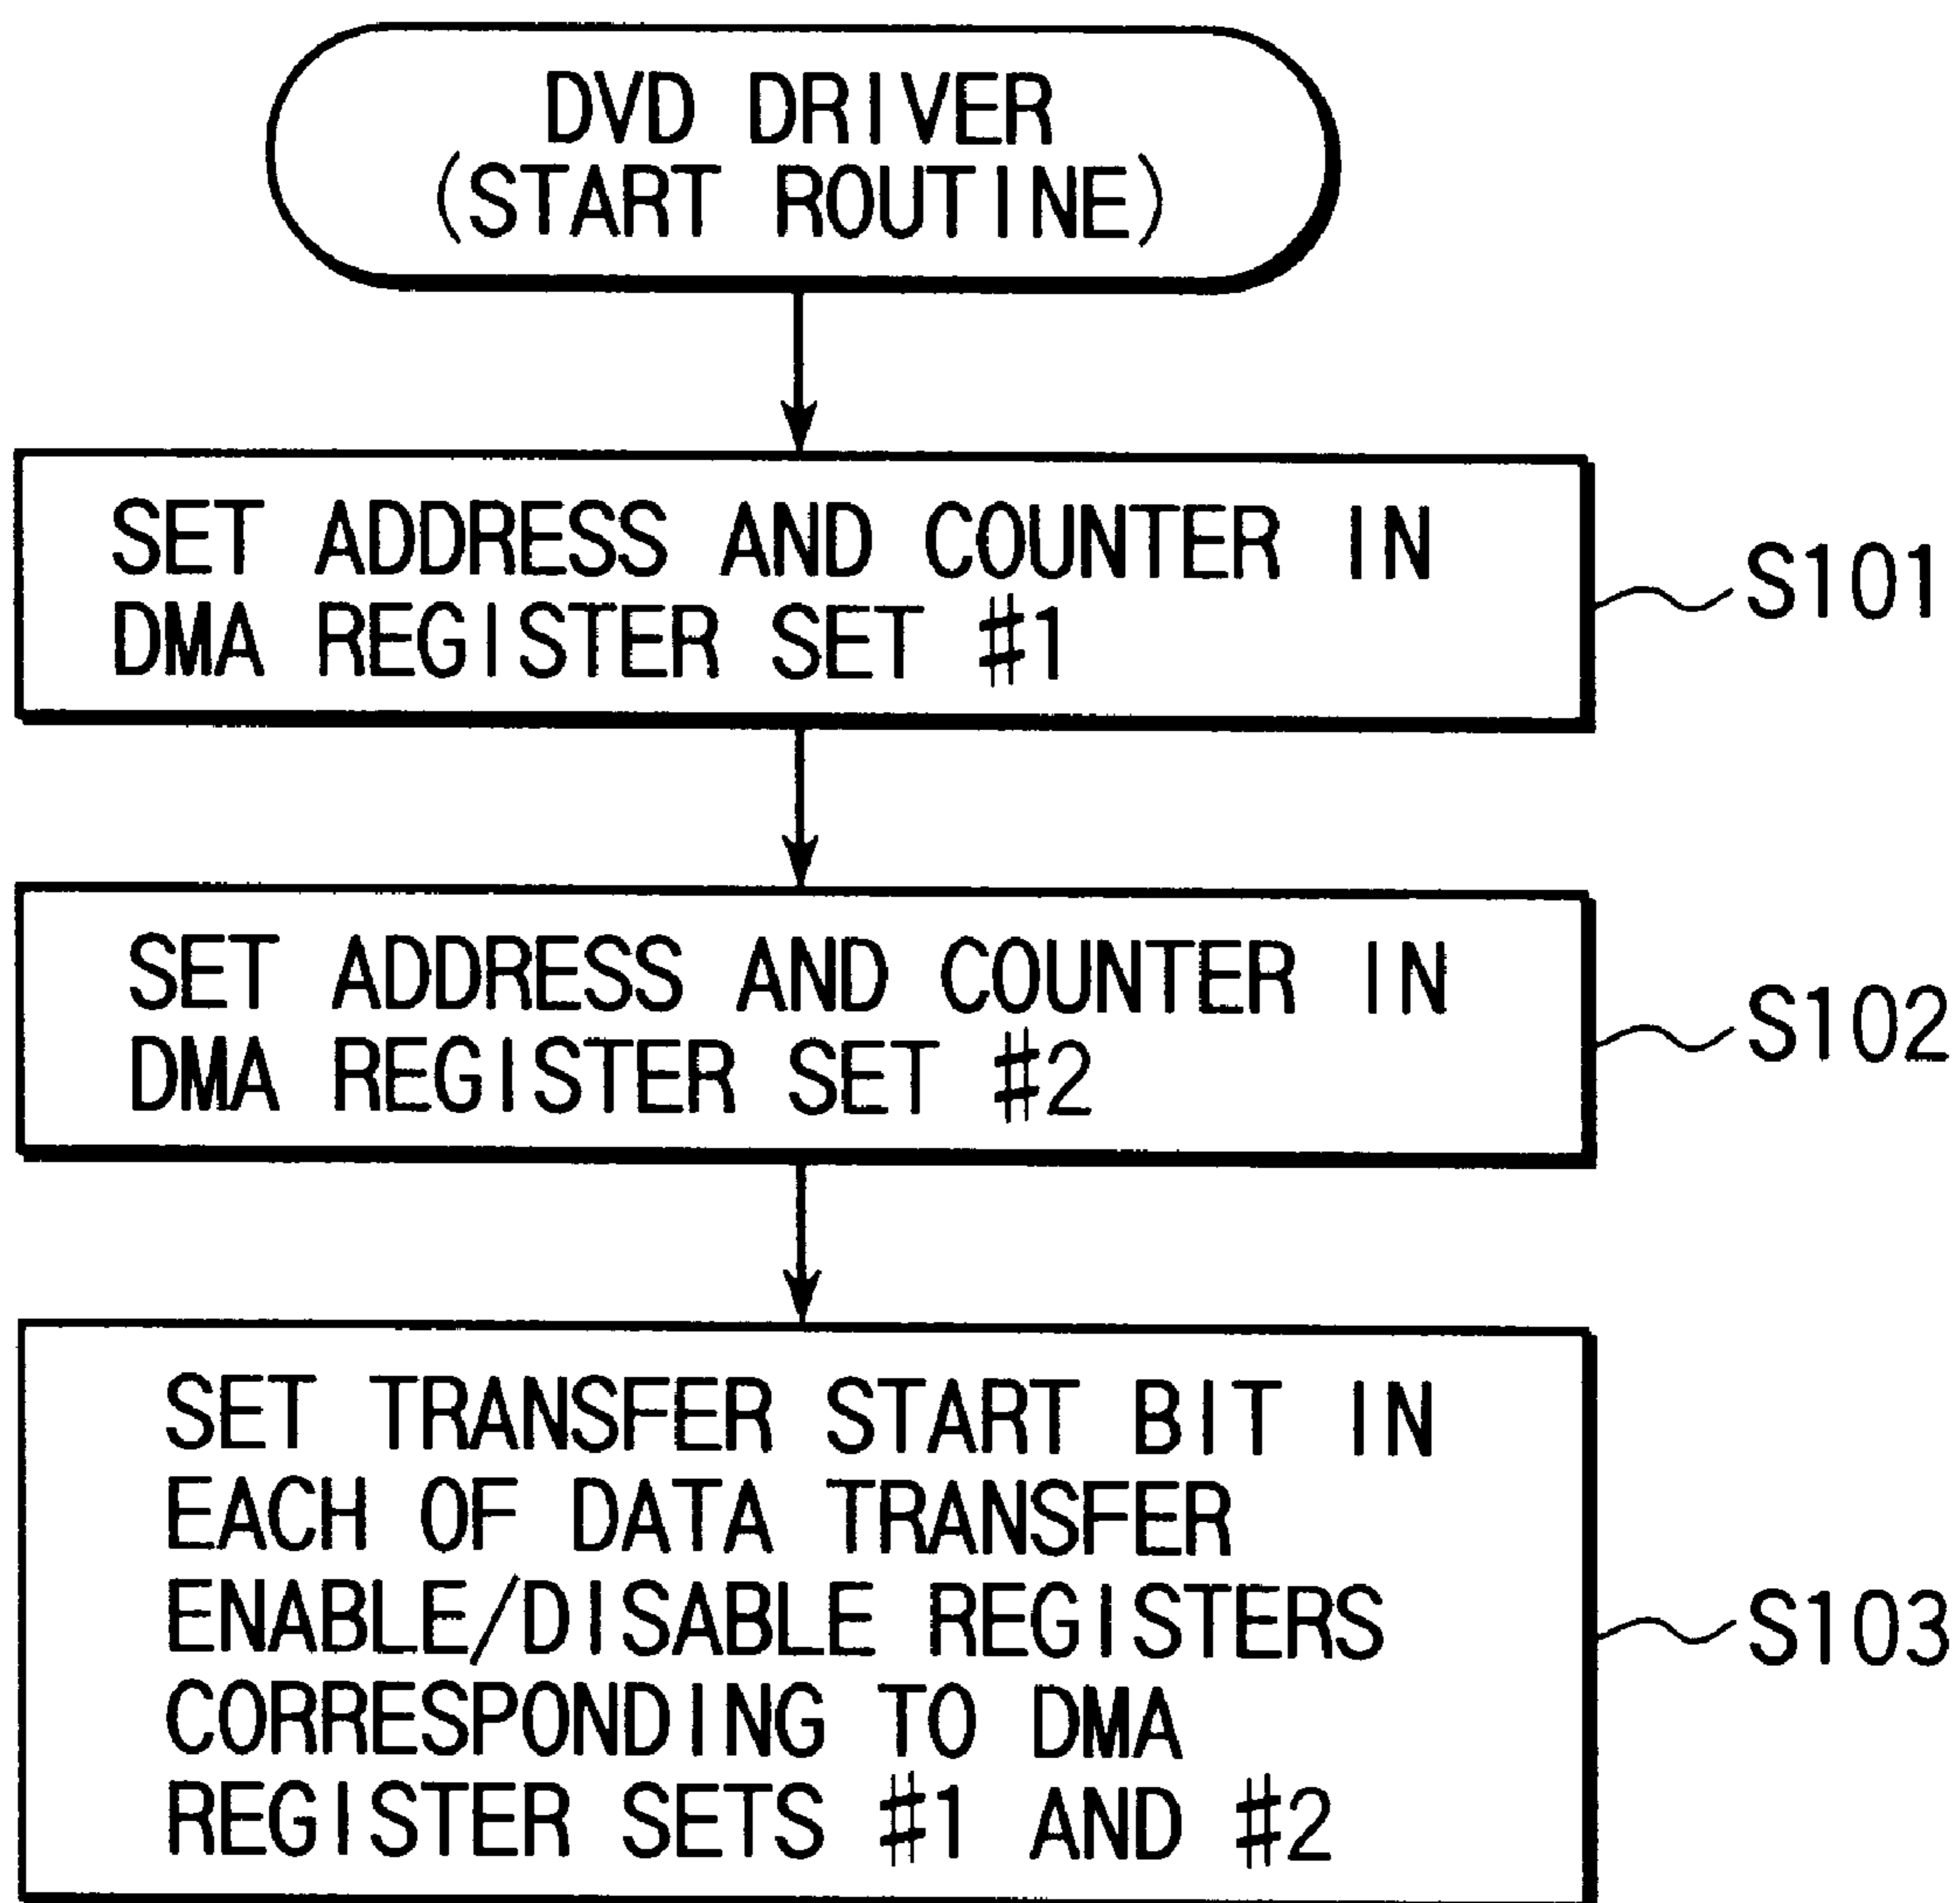 DVD DRIVER
(START ROUTINE)
SET ADDRESS AND COUNTER IN
DMA REGISTER SET #1
S101
SET ADDRESS AND COUNTER IN
DMA REGISTER SET #2
S102
SET TRANSFER START BIT IN
EACH OF DATA TRANSFER
ENABLE/DISABLE REGISTERS
CORRESPONDING TO DMA
REGISTER SETS #1 AND #2
S103